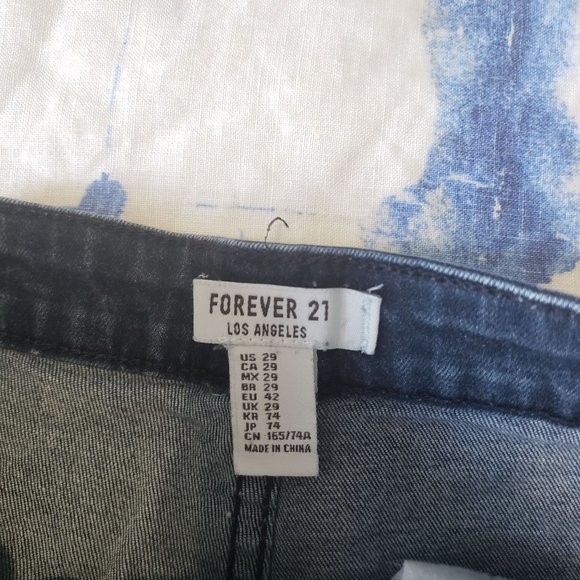 FOREVER 21
LOS ANGELES
US 29
CA 29
MX 29
BR 29
EU 42
UK 29
KR 74
JP 74
CN 165/74A
MADE IN CHINA